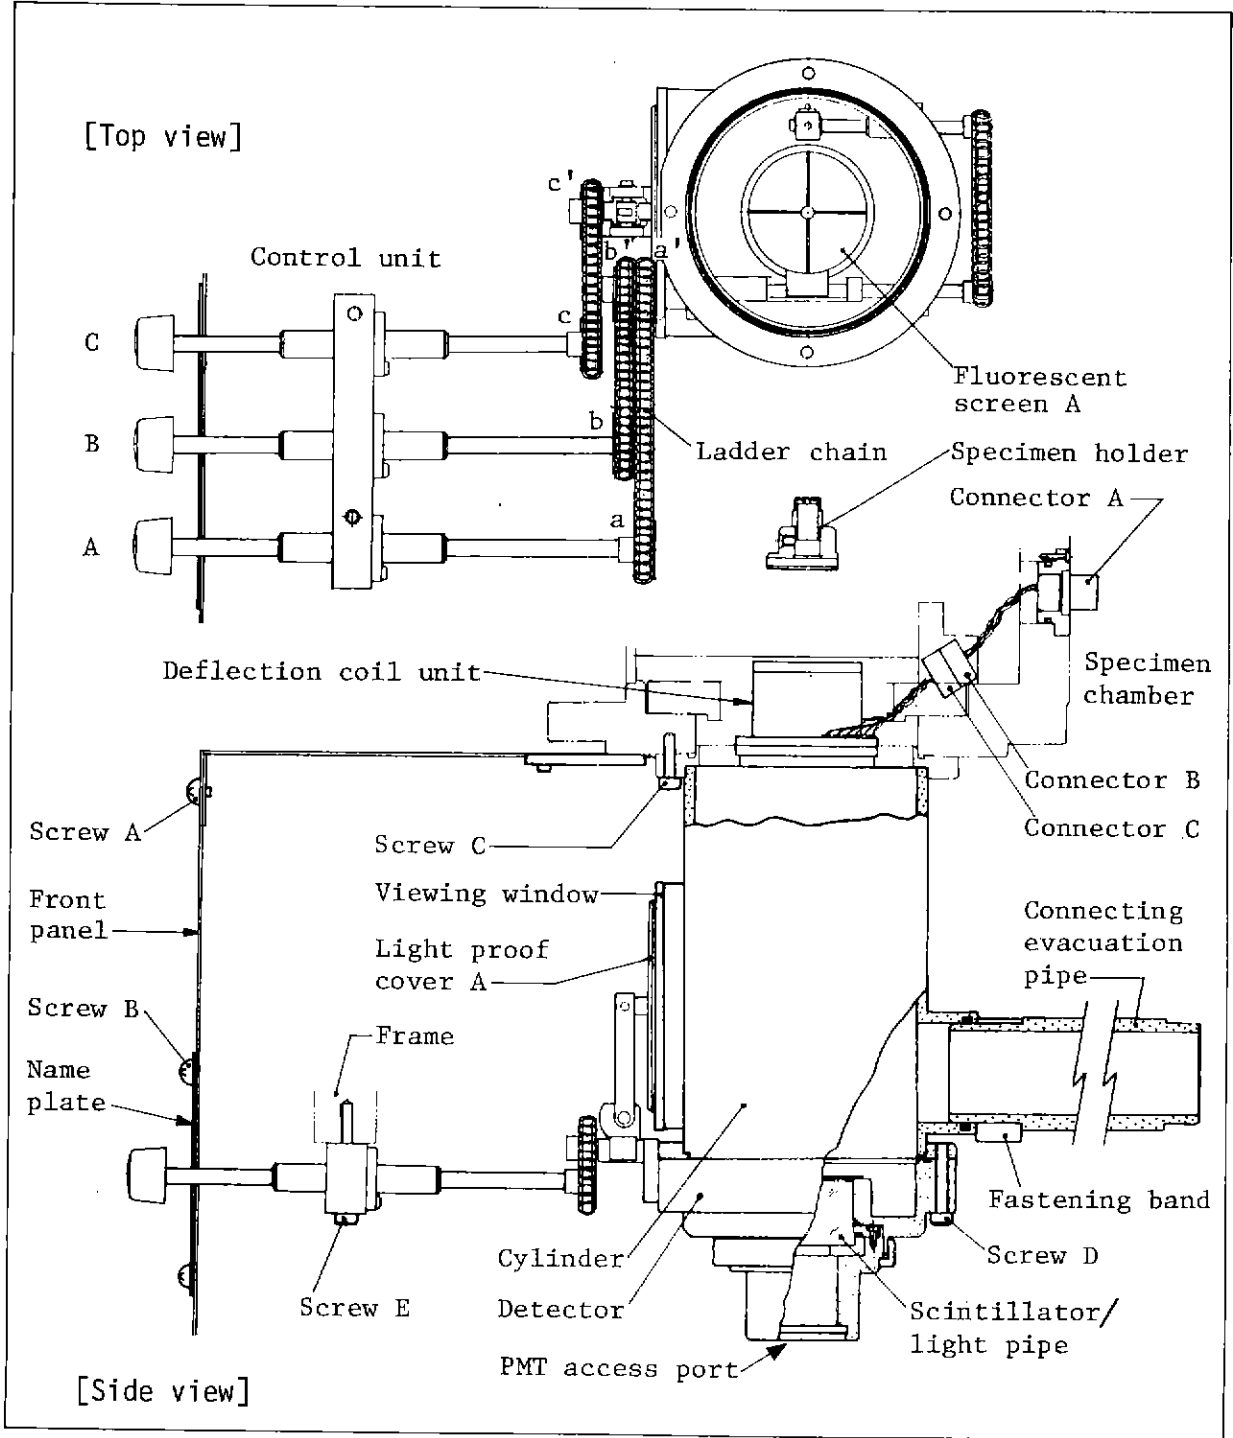 [Top view]
c'
b'
a'
Control unit
C
c
Fluorescent
screen A
B
b
Ladder chain
Specimen holder
Connector A
A
a
Deflection coil unit
Specimen
chamber
Connector B
Connector C
Screw A
Screw C
Viewing window
Front
panel
Light proof
cover A
Connecting
evacuation
pipe
Screw B
Frame
Name
plate
Fastening band
Cylinder
Screw D
Detector
Screw E
Scintillator/
light pipe
PMT access port
[Side view]